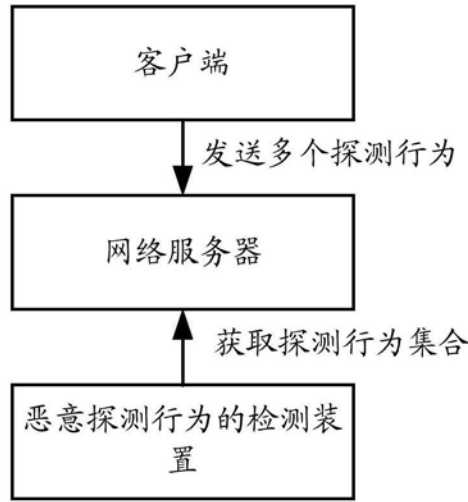 客户端
发送多个探测行为
网络服务器
获取探测行为集合
恶意探测行为的检测装
置